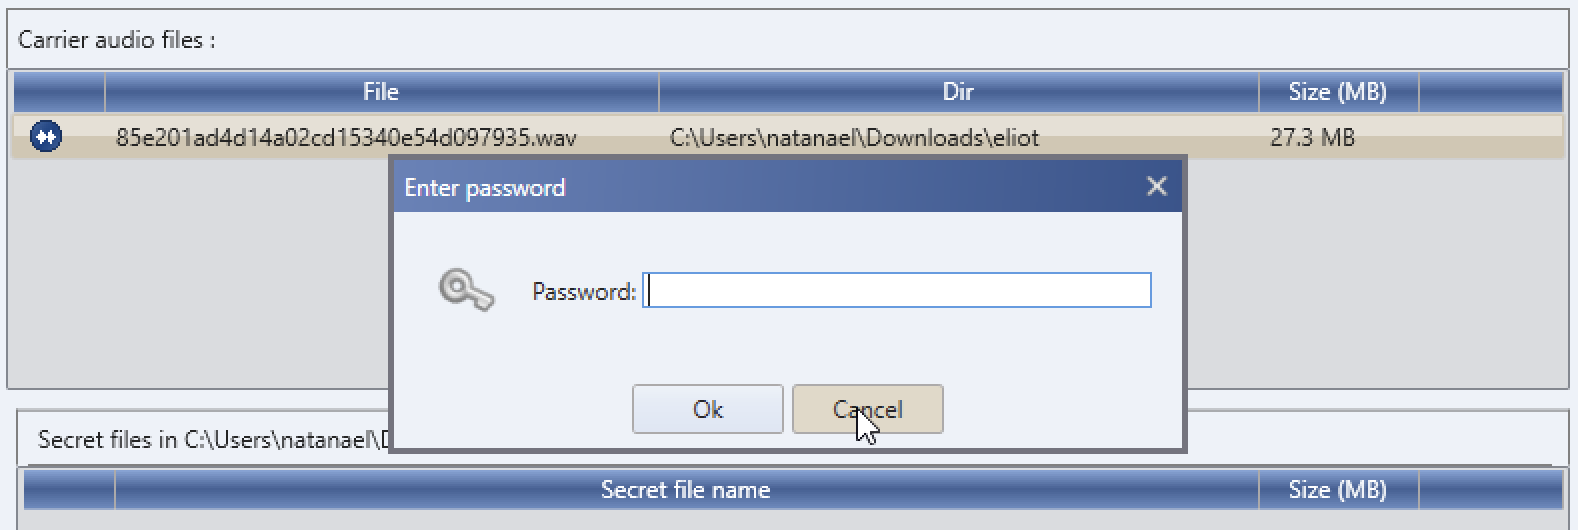 Carrier audio files :
File Dir Size (MB)
85e201ad4d14a02cd15340e54d097935.wav C:\Users\natanael\Downloads\eliot 27.3 MB
Enter password
Password:
Ok Cancel
Secret files in C:\Users\natanael\
Secret file name Size (MB)